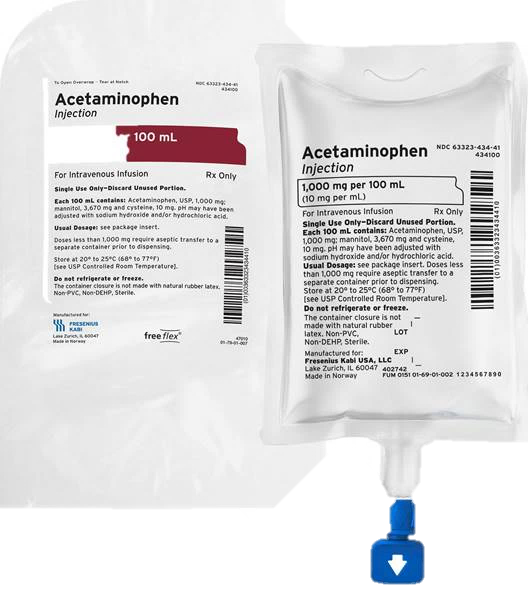 To Open Overwrap - Tear at Notch
NDC 63323-434-41
434100
Acetaminophen
Injection
100 mL
For Intravenous Infusion
Rx Only
Single Use Only–Discard Unused Portion.
Each 100 mL contains: Acetaminophen, USP, 1,000 mg;
mannitol, 3,670 mg and cysteine, 10 mg. pH may have been
adjusted with sodium hydroxide and/or hydrochloric acid.
Usual Dosage: see package insert.
Doses less than 1,000 mg require aseptic transfer to a
separate container prior to dispensing.
Store at 20° to 25°C (68° to 77°F)
[see USP Controlled Room Temperature].
Do not refrigerate or freeze.
The container closure is not made with natural rubber latex.
Non-PVC, Non-DEHP, Sterile.
(01)00363323434410
Manufactured for:
FRESENIUS
KABI
Lake Zurich, IL 60047
Made in Norway
freeflex®
47010
01-79-01-007
Acetaminophen
NDC 63323-434-41
434100
Injection
1,000 mg per 100 mL
(10 mg per mL)
For Intravenous Infusion
Rx Only
Single Use Only–Discard Unused Portion.
Each 100 mL contains: Acetaminophen, USP,
1,000 mg; mannitol, 3,670 mg and cysteine,
10 mg. pH may have been adjusted with
sodium hydroxide and/or hydrochloric acid.
Usual Dosage: see package insert. Doses less
than 1,000 mg require aseptic transfer to a
separate container prior to dispensing.
Store at 20° to 25°C (68° to 77°F)
[see USP Controlled Room Temperature].
Do not refrigerate or freeze.
The container closure is not
made with natural rubber
latex. Non-PVC,
Non-DEHP, Sterile.
LOT
EXP
Manufactured for:
Fresenius Kabi USA, LLC
Lake Zurich, IL 60047
402742
Made in Norway
FUM 0151 01-69-01-002 1234567890
(01)00363323434410